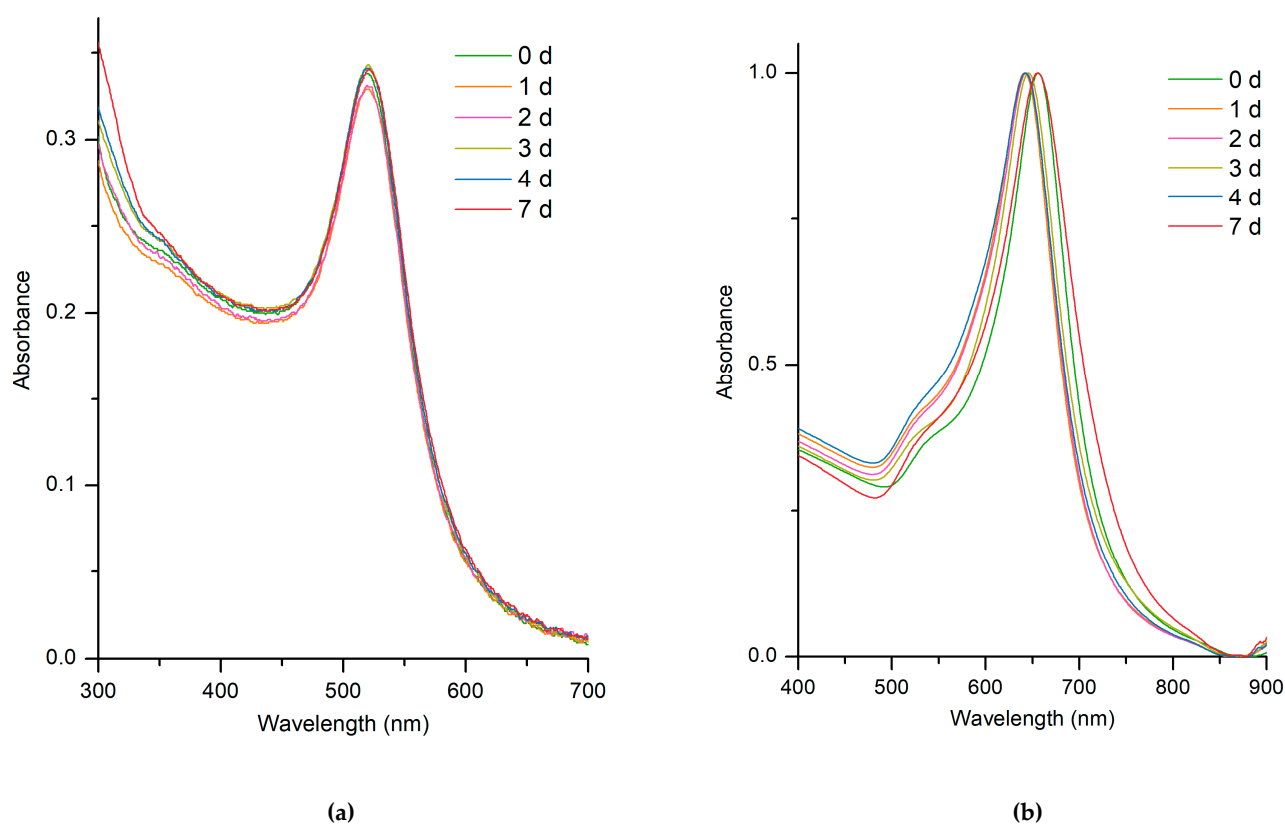 0 d
1 d
2 d
3 d
4 d
7 d
0.3
0.2
0.1
0.0
Absorbance
300 400 500 600 700
Wavelength (nm)
(a)
0 d
1 d
2 d
3 d
4 d
7 d
1.0
0.5
0.0
Absorbance
400 500 600 700 800 900
Wavelength (nm)
(b)